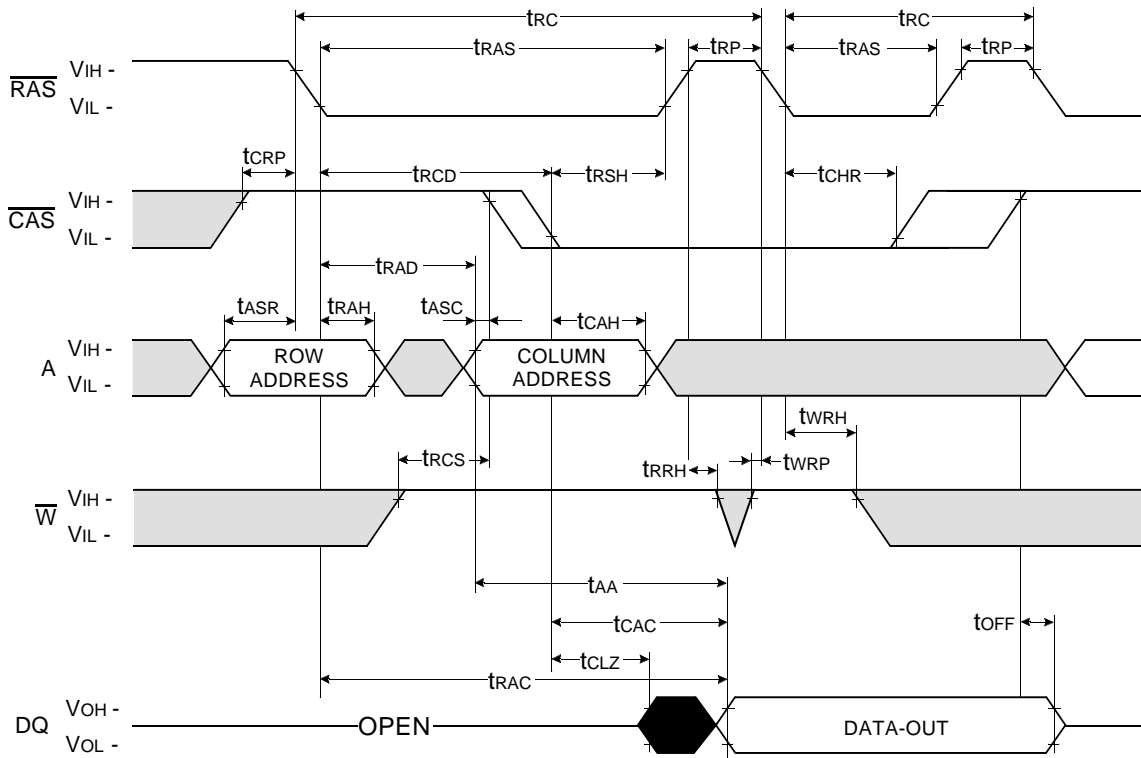 tRC tRC
tRAS tRP tRAS tRP
RAS VIH -
VIL -
tCRP tRCD tRSH tCHR
CAS VIH -
VIL -
tRAD
tASR tRAH tASC tCAH
A VIH -
VIL -
ROW
ADDRESS
COLUMN
ADDRESS
tWRH
tRCS tRRH tWRP
W VIH -
VIL -
tAA
tCAC tOFF
tCLZ
tRAC
DQ VOH -
VOL -
OPEN DATA-OUT